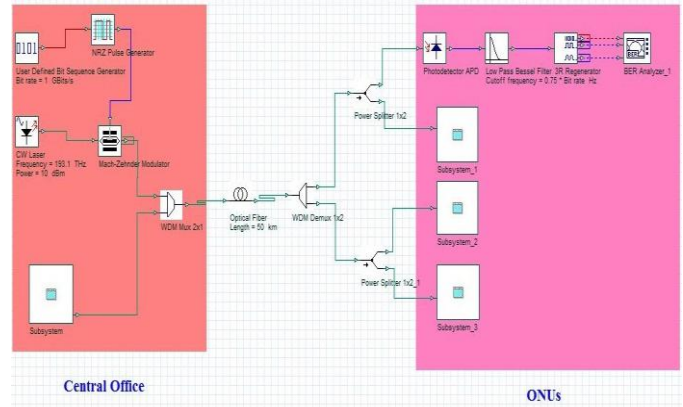 0101
NRZ Pulse Generator
User Defined Bit Sequence Generator
Bit rate = 1 GBits/s
CW Laser
Frequency = 193.1 THz
Power = 10 dBm
Mach-Zehnder Modulator
WDM Mux 2x1
Subsystem
Optical Fiber
Length = 50 km
WDM Demux 1x2
Power Splitter 1x2
Power Splitter 1x2_1
Photodetector APD
Low Pass Bessel Filter
Cutoff frequency = 0.75 * Bit rate Hz
3R Regenerator
BER Analyzer_1
BER
Subsystem_1
Subsystem_2
Subsystem_3
Central Office
ONUs